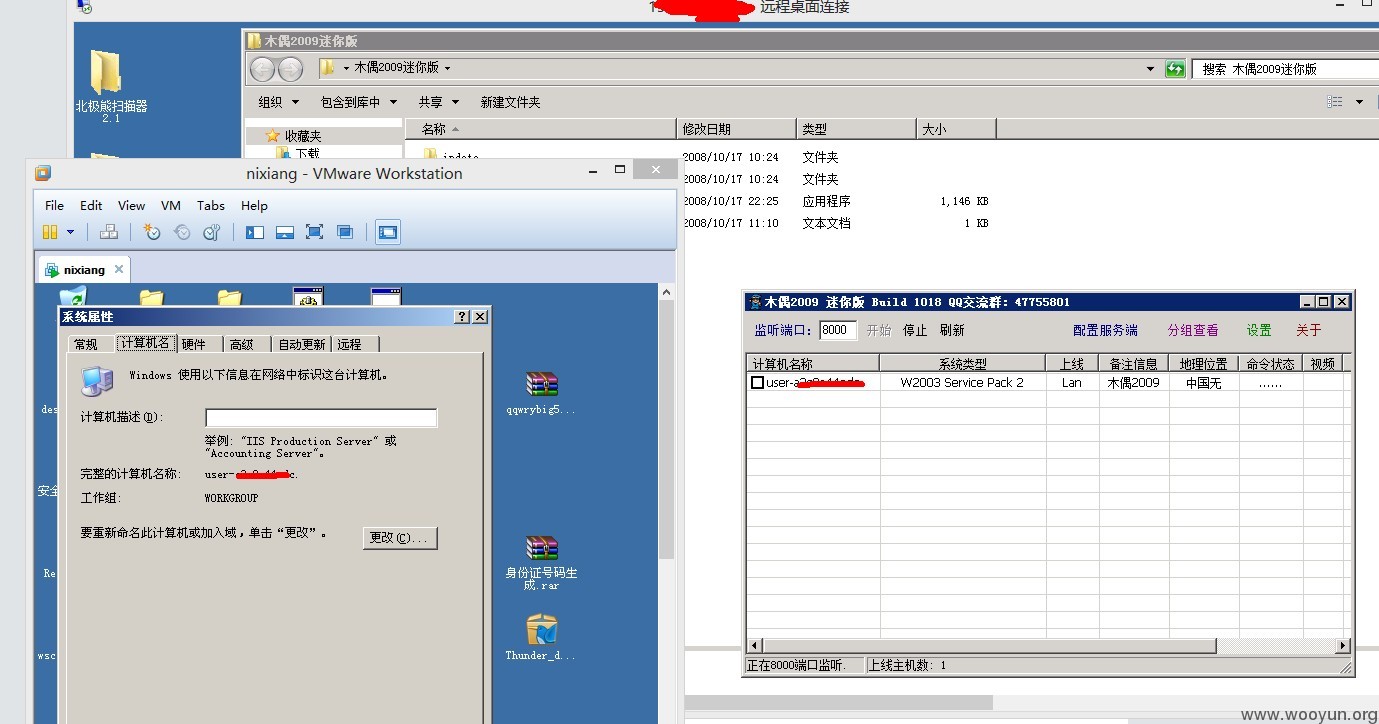 远程桌面连接
木偶2009迷你版
木偶2009迷你版
搜索 木偶2009迷你版
北极熊扫描器
2.1
组织 包含到库中 共享 新建文件夹
收藏夹
下载
名称 修改日期 类型 大小
2008/10/17 10:24 文件夹
2008/10/17 10:24 文件夹
2008/10/17 22:25 应用程序 1,146 KB
2008/10/17 11:10 文本文档 1 KB
nixiang - VMware Workstation
File Edit View VM Tabs Help
nixiang
系统属性
常规 计算机名 硬件 高级 自动更新 远程
Windows 使用以下信息在网络中标识这台计算机。
计算机描述(D):
举例: "IIS Production Server" 或
"Accounting Server"。
完整的计算机名称: user-
工作组: WORKGROUP
要重新命名此计算机或加入域，单击“更改”。
更改(C)...
des
安全
Re
wsc
qqwrybig5...
身份证号码生
成.rar
Thunder_d...
木偶2009 迷你版 Build 1018 QQ交流群: 47755801
监听端口: 8000 开始 停止 刷新 配置服务端 分组查看 设置 关于
计算机名称 系统类型 上线 备注信息 地理位置 命令状态 视频
user- W2003 Service Pack 2 Lan 木偶2009 中国无 ......
正在8000端口监听. 上线主机数: 1
www.wooyun.org